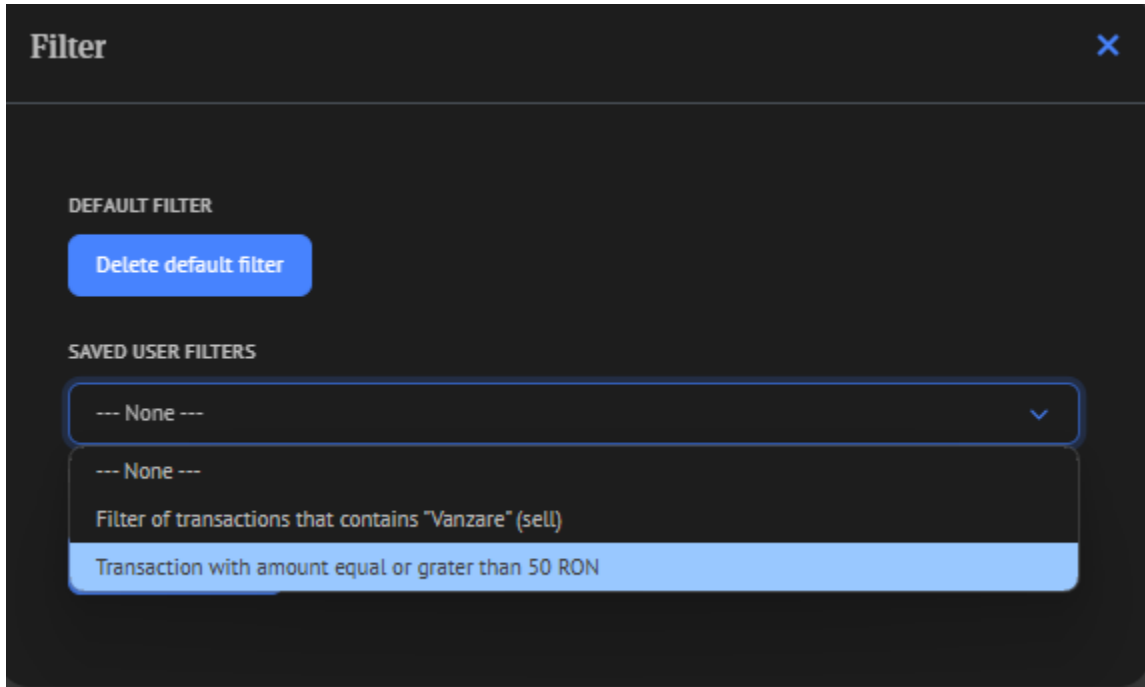 Filter
DEFAULT FILTER
Delete default filter
SAVED USER FILTERS
--- None ---
--- None ---
Filter of transactions that contains "Vanzare" (sell)
Transaction with amount equal or grater than 50 RON